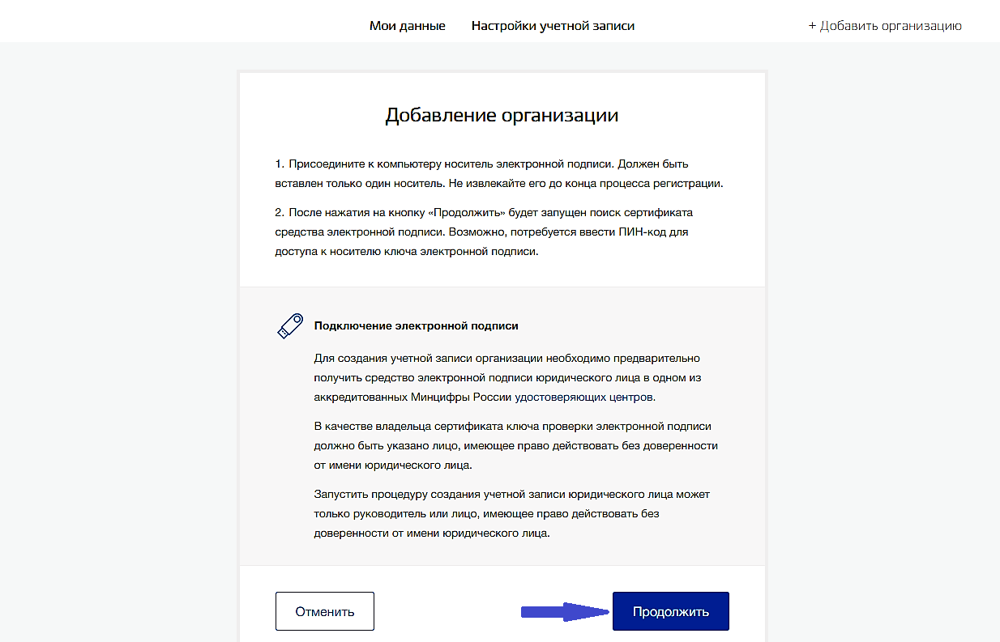 Мои данные
Настройки учетной записи
+ Добавить организацию
Добавление организации
1. Присоедините к компьютеру носитель электронной подписи. Должен быть
вставлен только один носитель. Не извлекайте его до конца процесса регистрации.
2. После нажатия на кнопку «Продолжить» будет запущен поиск сертификата
средства электронной подписи. Возможно, потребуется ввести ПИН-код для
доступа к носителю ключа электронной подписи.
Подключение электронной подписи
Для создания учетной записи организации необходимо предварительно
получить средство электронной подписи юридического лица в одном из
аккредитованных Минцифры России удостоверяющих центров.
В качестве владельца сертификата ключа проверки электронной подписи
должно быть указано лицо, имеющее право действовать без доверенности
от имени юридического лица.
Запустить процедуру создания учетной записи юридического лица может
только руководитель или лицо, имеющее право действовать без
доверенности от имени юридического лица.
Отменить
Продолжить